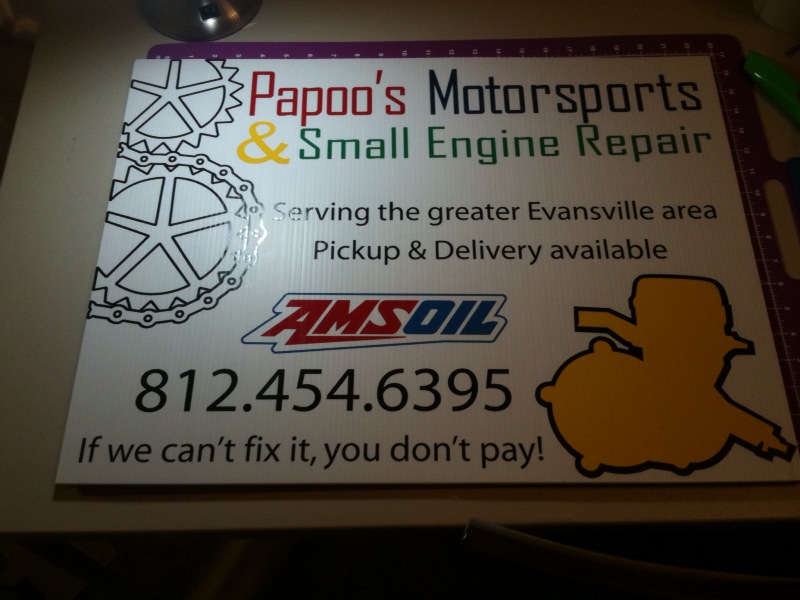 Papoo's Motorsports
& Small Engine Repair
Serving the greater Evansville area
Pickup & Delivery available
AMSOIL
812.454.6395
If we can't fix it, you don't pay!